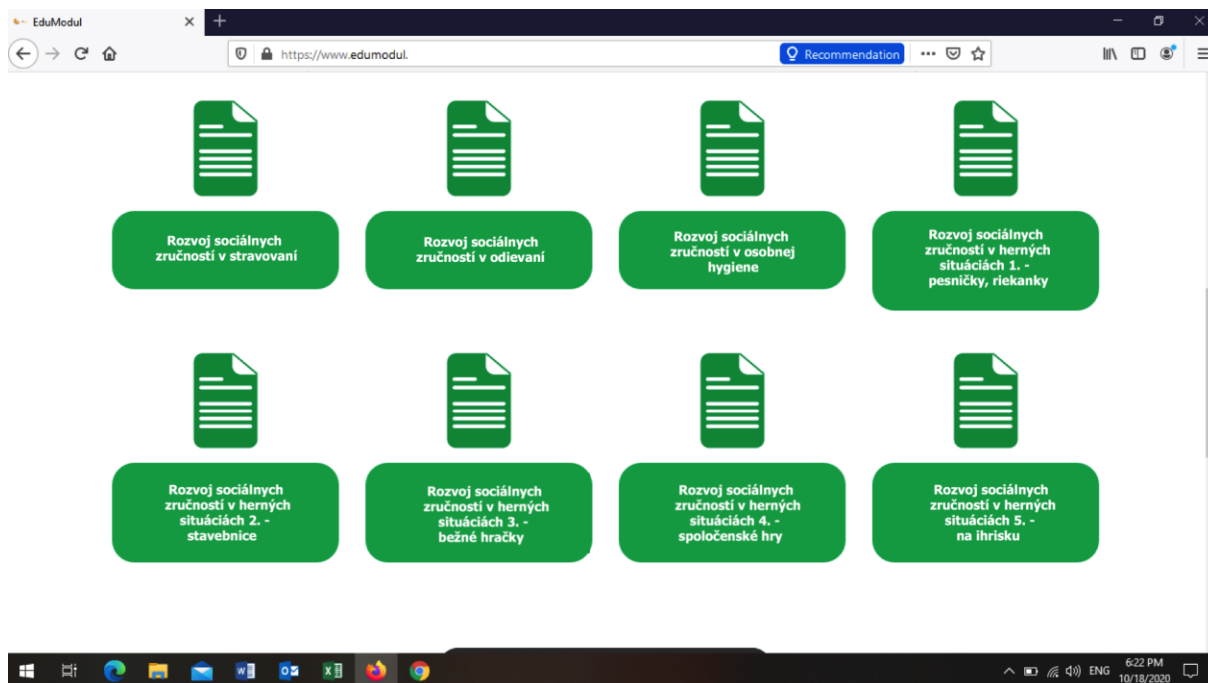 EduModul
https://www.edumodul.
Recommendation
Rozvoj sociálnych
zručností v stravovaní
Rozvoj sociálnych
zručností v odievaní
Rozvoj sociálnych
zručností v osobnej
hygiene
Rozvoj sociálnych
zručností v herných
situáciách 1. -
pesničky, riekanky
Rozvoj sociálnych
zručností v herných
situáciách 2. -
stavebnice
Rozvoj sociálnych
zručností v herných
situáciách 3. -
bežné hračky
Rozvoj sociálnych
zručností v herných
situáciách 4. -
spoločenské hry
Rozvoj sociálnych
zručností v herných
situáciách 5. -
na ihrisku
ENG
6:22 PM
10/18/2020